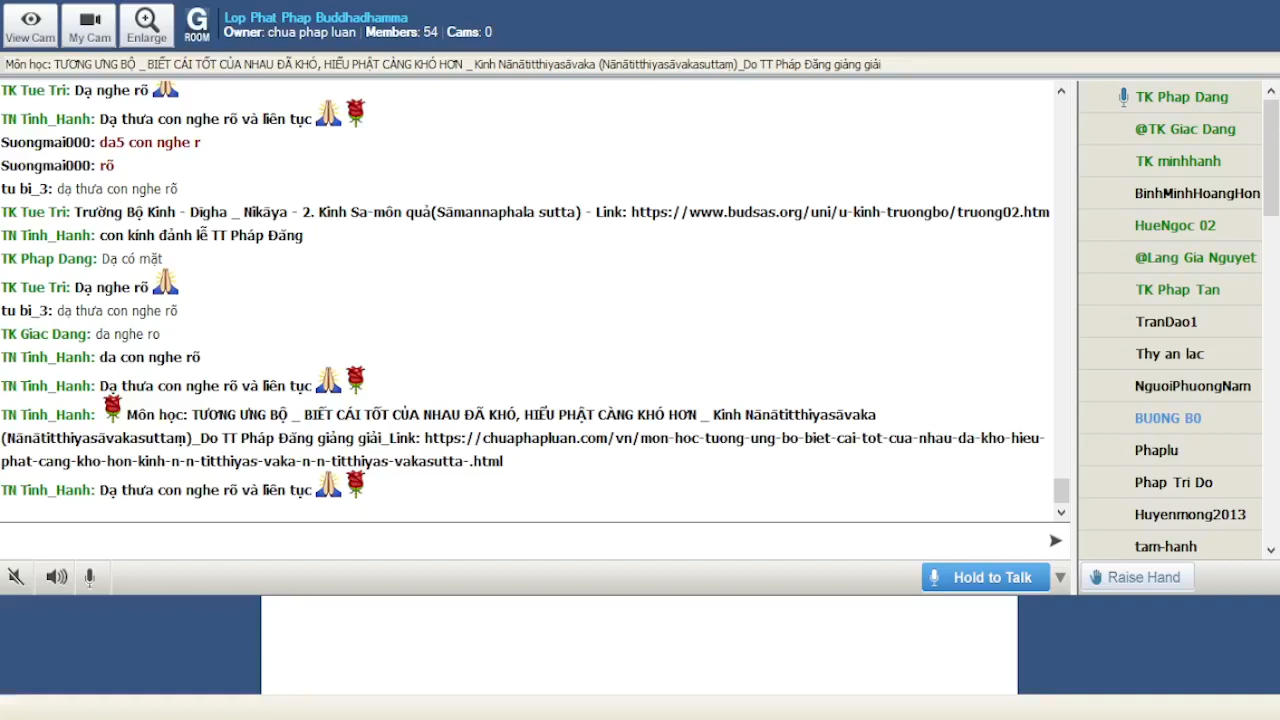 Lop Phat Phap Buddhadhamma
View Cam
My Cam
Enlarge
G ROOM
Owner: chua phap luan | Members: 54 | Cams: 0
Môn học: TƯƠNG ƯNG BỘ _ BIẾT CÁI TỐT CỦA NHAU ĐÃ KHÓ, HIỂU PHẬT CÀNG KHÓ HƠN _ Kinh Nānātitthiyasāvaka (Nānātitthiyasāvakasuttaṃ)_Do TT Pháp Đăng giảng giải
TK Tue Tri: Dạ nghe rõ
TN Tinh_Hanh: Dạ thưa con nghe rõ và liên tục
Suongmai000: da5 con nghe r
Suongmai000: rõ
tu bi_3: dạ thưa con nghe rõ
TK Tue Tri: Trường Bộ Kinh - Digha _ Nikāya - 2. Kinh Sa-môn quả(Sāmannaphala sutta) - Link: https://www.budsas.org/uni/u-kinh-truongbo/truong02.htm
TN Tinh_Hanh: con kính đảnh lễ TT Pháp Đăng
TK Phap Dang: Dạ có mặt
TK Tue Tri: Dạ nghe rõ
tu bi_3: dạ thưa con nghe rõ
TK Giac Dang: da nghe ro
TN Tinh_Hanh: da con nghe rõ
TN Tinh_Hanh: Dạ thưa con nghe rõ và liên tục
TN Tinh_Hanh: Môn học: TƯƠNG ƯNG BỘ _ BIẾT CÁI TỐT CỦA NHAU ĐÃ KHÓ, HIỂU PHẬT CÀNG KHÓ HƠN _ Kinh Nānātitthiyasāvaka
(Nānātitthiyasāvakasuttaṃ)_Do TT Pháp Đăng giảng giải_Link: https://chuaphapluan.com/vn/mon-hoc-tuong-ung-bo-biet-cai-tot-cua-nhau-da-kho-hieu-
phat-cang-kho-hon-kinh-n-n-titthiyas-vaka-n-n-titthiyas-vakasutta-.html
TN Tinh_Hanh: Dạ thưa con nghe rõ và liên tục
TK Phap Dang
@TK Giac Dang
TK minhhanh
BinhMinhHoangHon
HueNgoc 02
@Lang Gia Nguyet
TK Phap Tan
TranDao1
Thy an lac
NguoiPhuongNam
BUONG BO
Phaplu
Phap Tri Do
Huyenmong2013
tam-hanh
Hold to Talk
Raise Hand